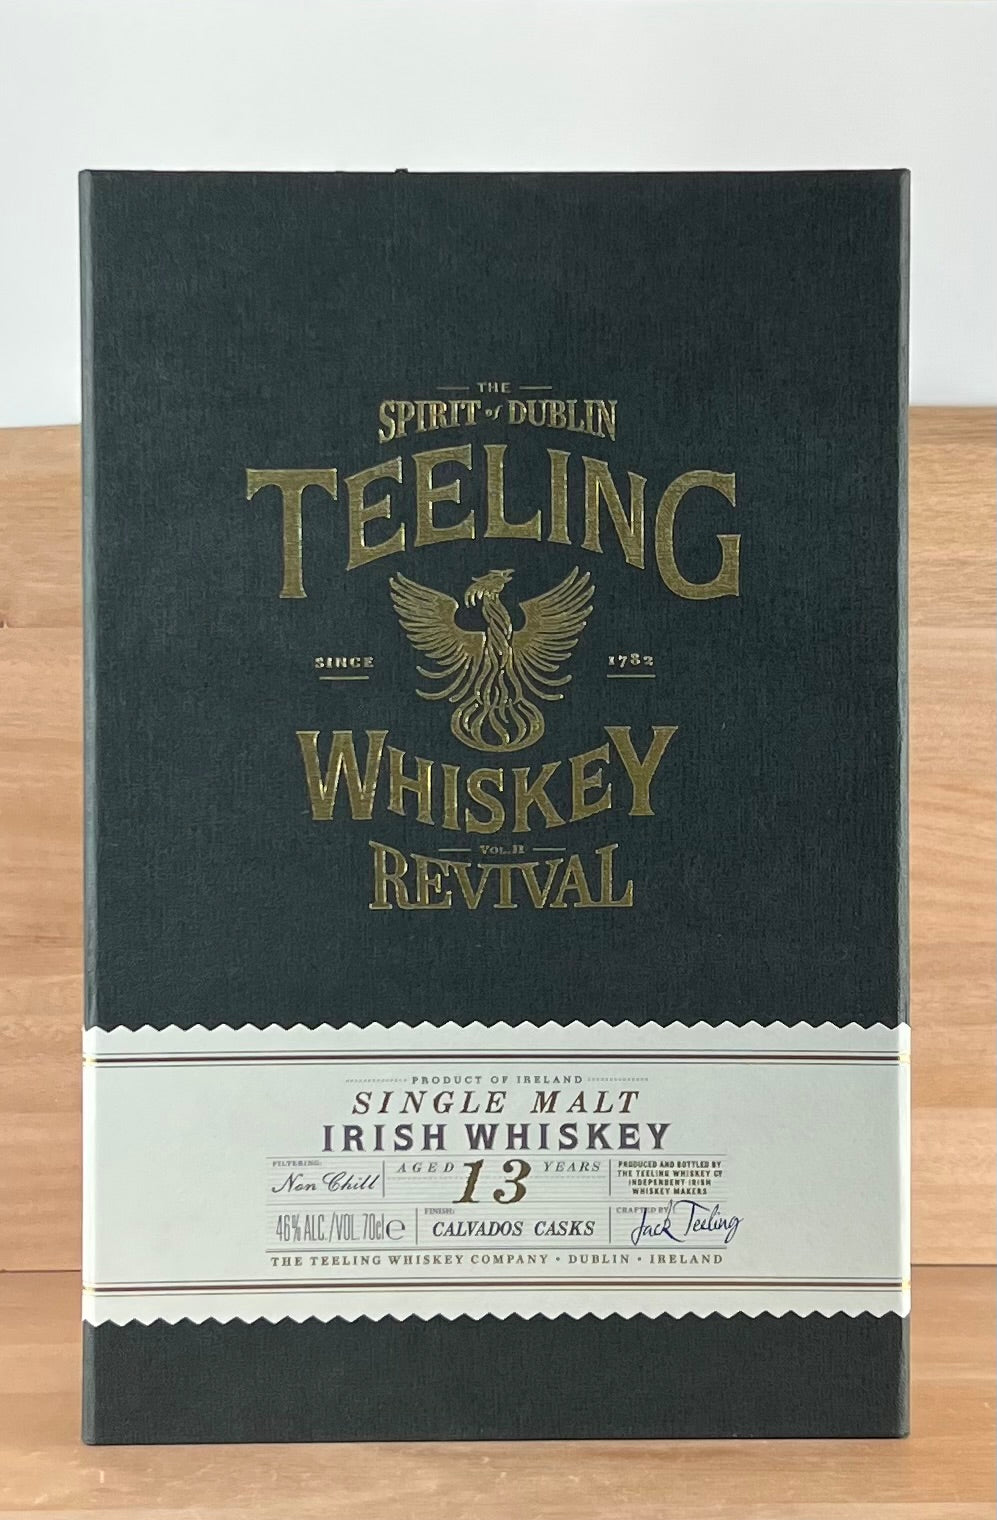 THE
SPIRIT of DUBLIN
TEELING
SINCE 1782
WHISKEY
VOL. II
REVIVAL
PRODUCT OF IRELAND
SINGLE MALT
IRISH WHISKEY
FILTERING:
Non Chill
AGED 13 YEARS
PRODUCED AND BOTTLED BY
THE TEELING WHISKEY Cº
INDEPENDENT IRISH
WHISKEY MAKERS
46% ALC./VOL. 70cl ℮
FINISH:
CALVADOS CASKS
CRAFTED BY
Jack Teeling
THE TEELING WHISKEY COMPANY • DUBLIN • IRELAND